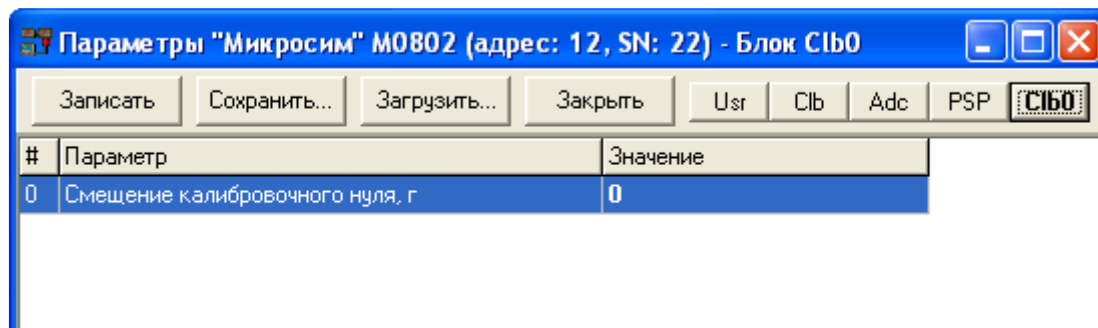 Параметры "Микросим" М0802 (адрес: 12, SN: 22) - Блок Clb0
Записать Сохранить... Загрузить... Закрыть Usr Clb Adc PSP Clb0
# Параметр Значение
0 Смещение калибровочного нуля, г 0